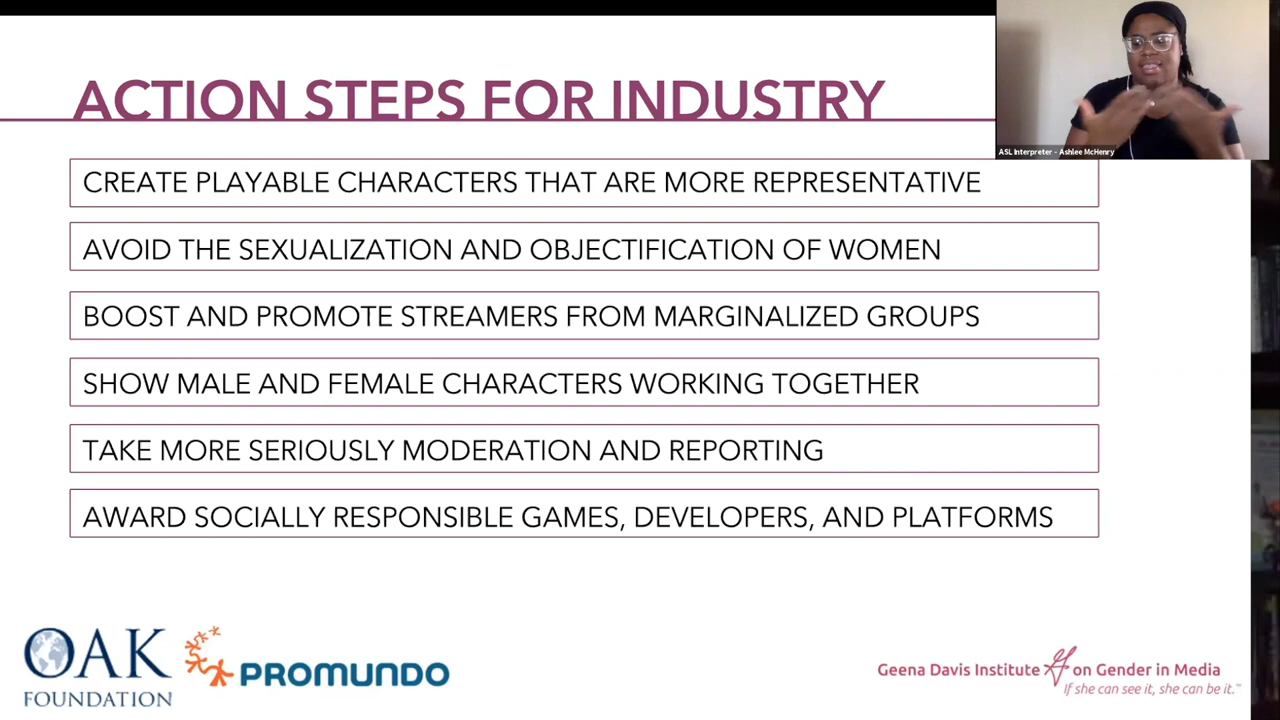 ACTION STEPS FOR INDUSTRY
ASL Interpreter - Ashlee McHenry
CREATE PLAYABLE CHARACTERS THAT ARE MORE REPRESENTATIVE
AVOID THE SEXUALIZATION AND OBJECTIFICATION OF WOMEN
BOOST AND PROMOTE STREAMERS FROM MARGINALIZED GROUPS
SHOW MALE AND FEMALE CHARACTERS WORKING TOGETHER
TAKE MORE SERIOUSLY MODERATION AND REPORTING
AWARD SOCIALLY RESPONSIBLE GAMES, DEVELOPERS, AND PLATFORMS
OAK
FOUNDATION
PROMUNDO
Geena Davis Institute on Gender in Media
If she can see it, she can be it.™